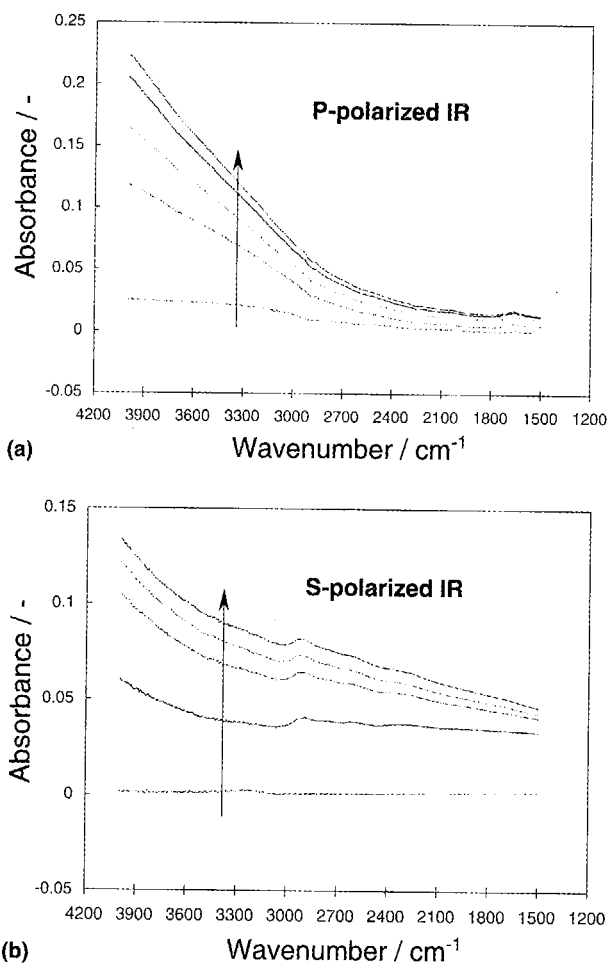 0.25
0.2
0.15
0.1
0.05
0
-0.05
Absorbance / -
P-polarized IR
4200 3900 3600 3300 3000 2700 2400 2100 1800 1500 1200
(a)
Wavenumber / cm⁻¹
0.15
0.1
0.05
0
-0.05
Absorbance / -
S-polarized IR
4200 3900 3600 3300 3000 2700 2400 2100 1800 1500 1200
(b)
Wavenumber / cm⁻¹